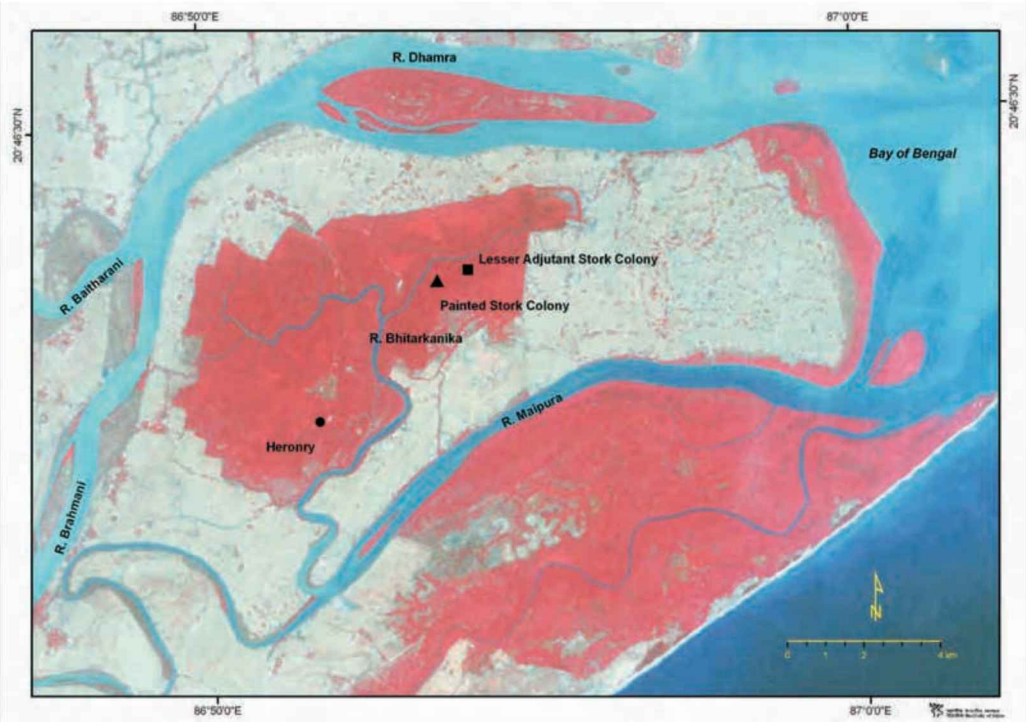 86°50'0"E
87°0'0"E
R. Dhamra
20°46'30"N
20°46'30"N
Bay of Bengal
Lesser Adjutant Stork Colony
R. Baitharani
Painted Stork Colony
R. Bhitarkanika
R. Maipura
Heronry
R. Brahmani
N
0 1 2 4 km
86°50'0"E
87°0'0"E